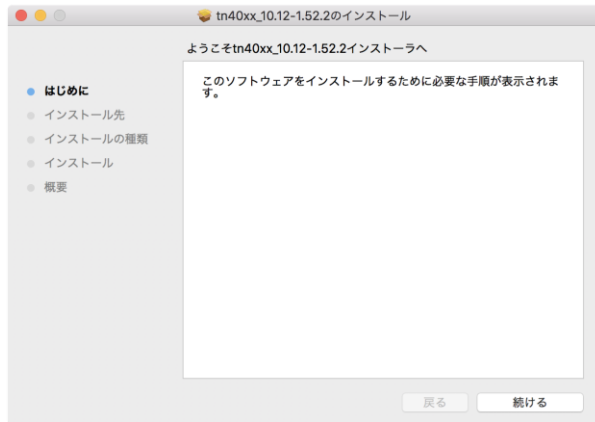 tn40xx_10.12-1.52.2のインストール
ようこそtn40xx_10.12-1.52.2インストーラへ
はじめに
インストール先
インストールの種類
インストール
概要
このソフトウェアをインストールするために必要な手順が表示されま
す。
戻る
続ける